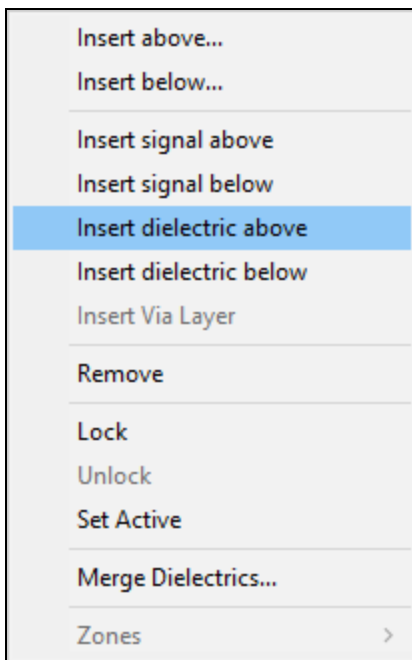 Insert above...
Insert below...
Insert signal above
Insert signal below
Insert dielectric above
Insert dielectric below
Insert Via Layer
Remove
Lock
Unlock
Set Active
Merge Dielectrics...
Zones